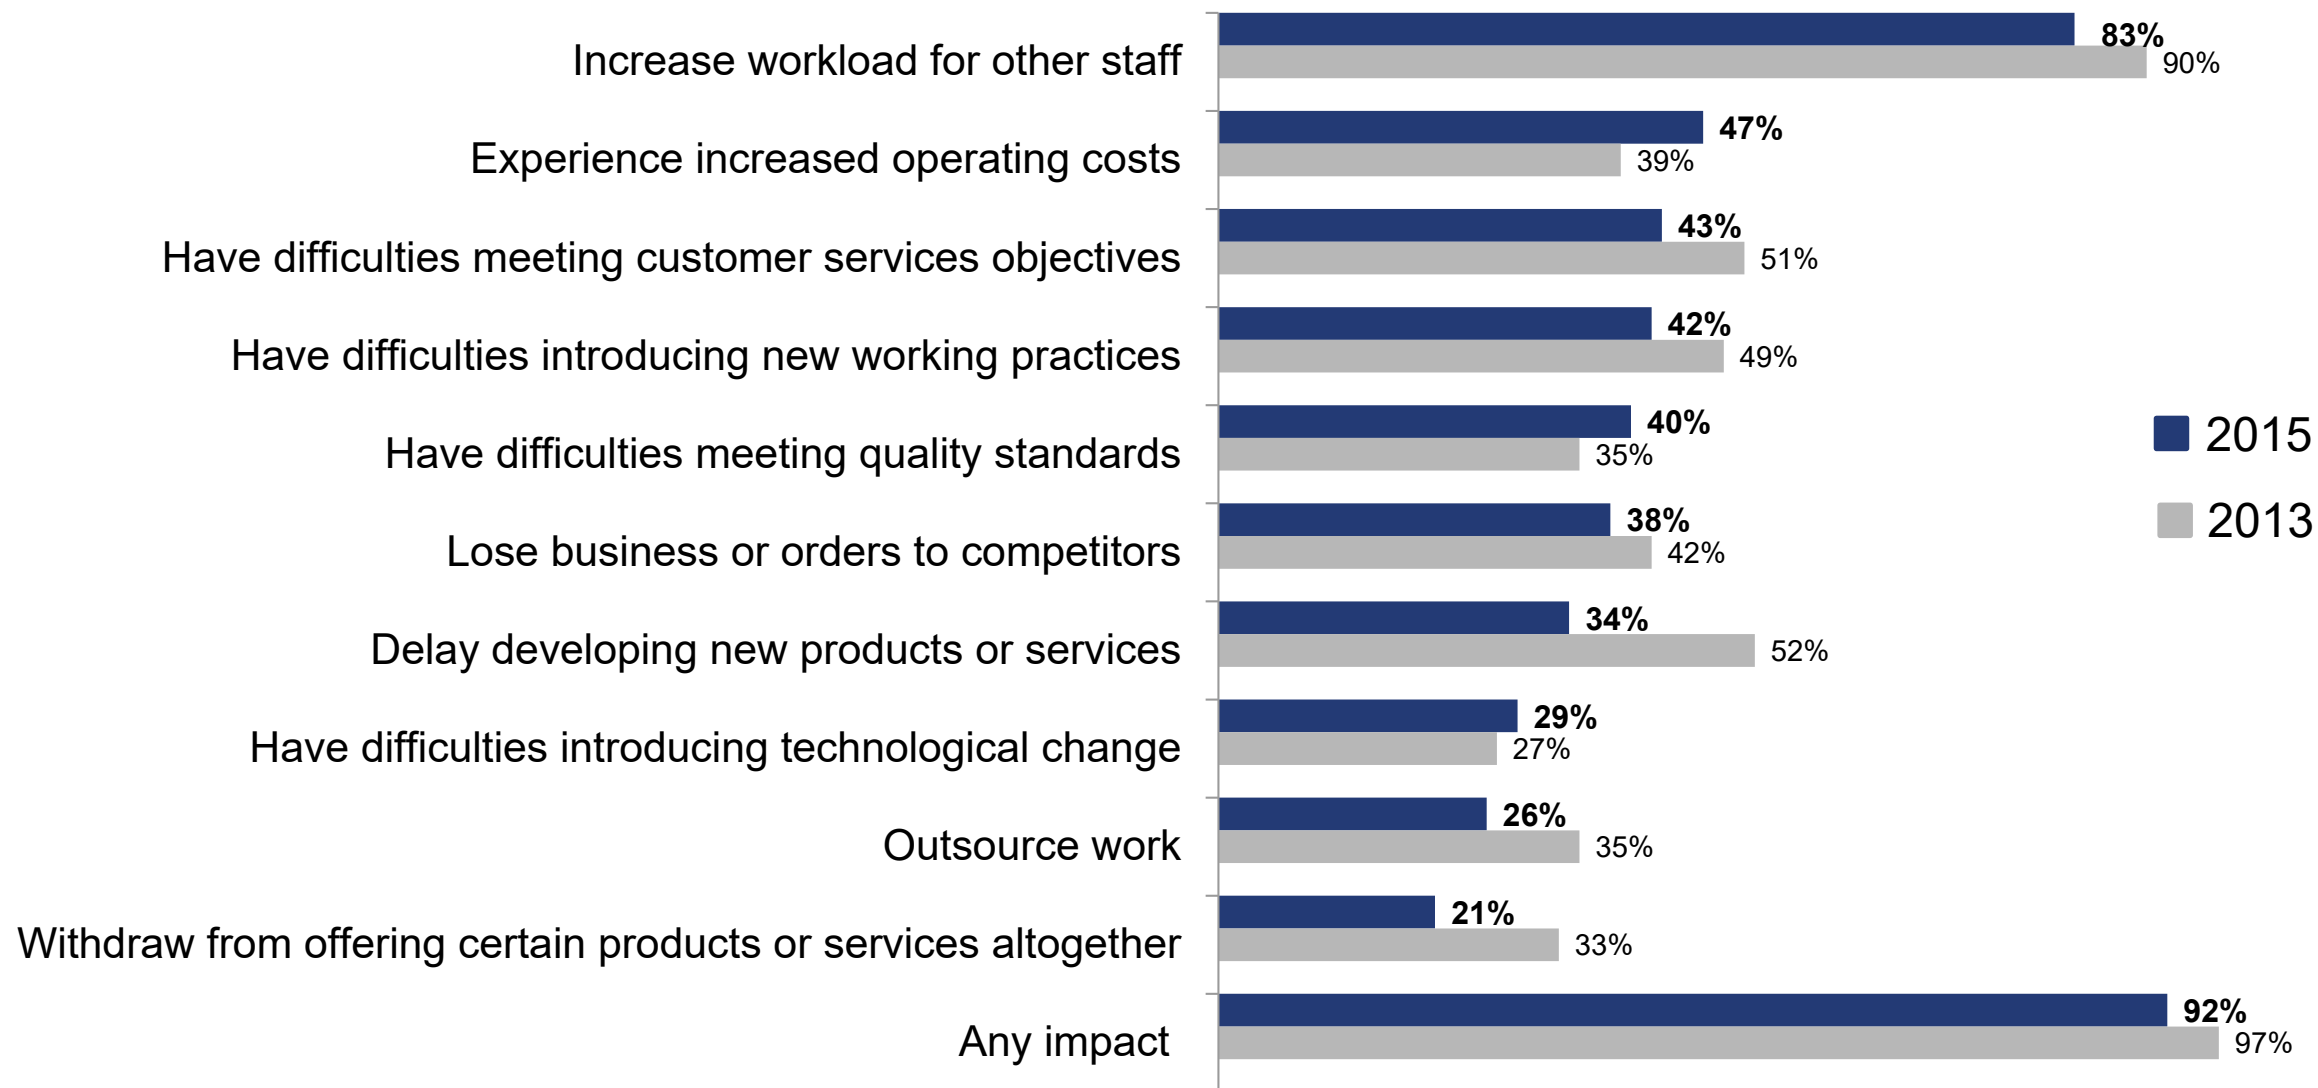 Increase workload for other staff
83%
90%
Experience increased operating costs
47%
39%
Have difficulties meeting customer services objectives
43%
51%
Have difficulties introducing new working practices
42%
49%
Have difficulties meeting quality standards
40%
35%
2015
Lose business or orders to competitors
38%
42%
2013
Delay developing new products or services
34%
52%
Have difficulties introducing technological change
29%
27%
Outsource work
26%
35%
Withdraw from offering certain products or services altogether
21%
33%
Any impact
92%
97%